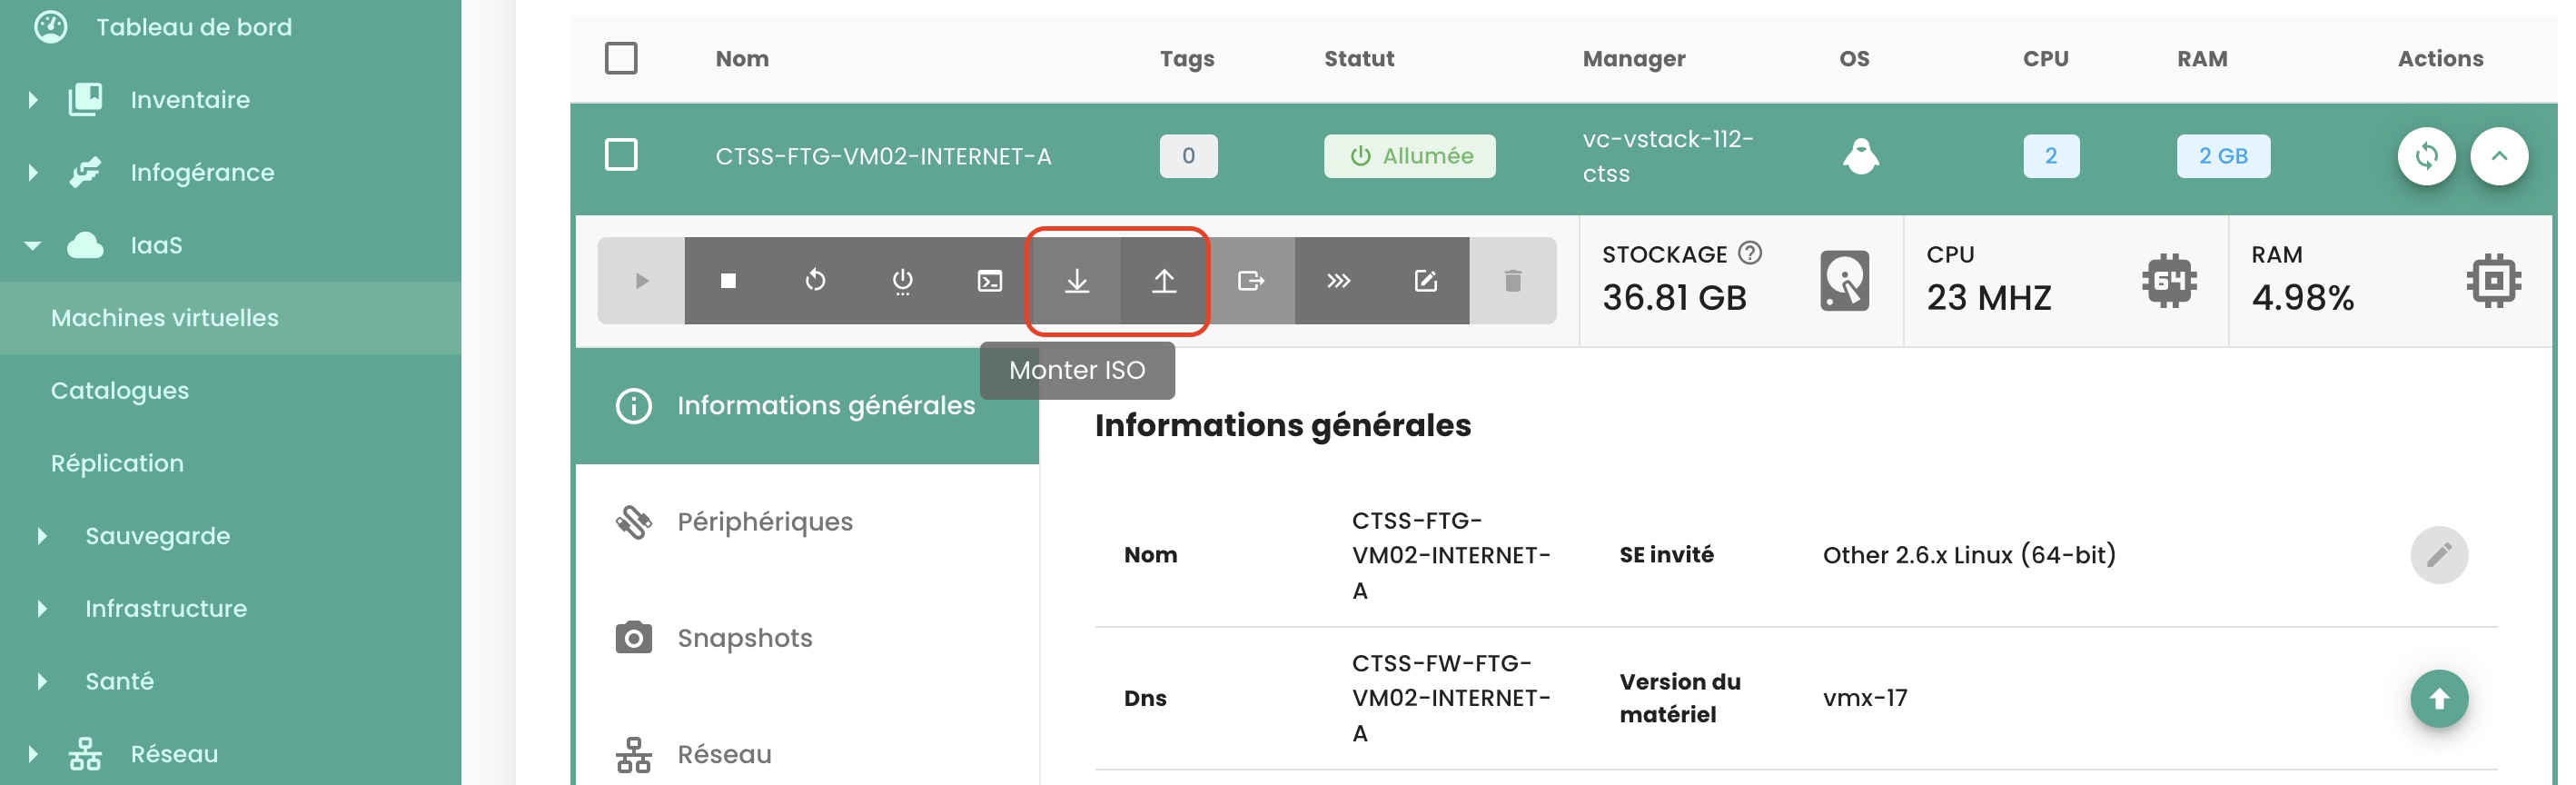 Tableau de bord
Inventaire
Infogérance
IaaS
Machines virtuelles
Catalogues
Réplication
Sauvegarde
Infrastructure
Santé
Réseau
Nom Tags Statut Manager OS CPU RAM Actions
CTSS-FTG-VM02-INTERNET-A 0 Allumée vc-vstack-112-
ctss 2 2 GB
STOCKAGE
36.81 GB
CPU
23 MHZ
64
RAM
4.98%
Monter ISO
Informations générales
Périphériques
Snapshots
Réseau
Informations générales
Nom
CTSS-FTG-
VM02-INTERNET-
A
SE invité
Other 2.6.x Linux (64-bit)
Dns
CTSS-FW-FTG-
VM02-INTERNET-
A
Version du
matériel
vmx-17